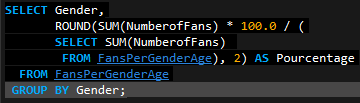 SELECT Gender,
ROUND(SUM(NumberofFans) * 100.0 / (
SELECT SUM(NumberofFans)
FROM FansPerGenderAge), 2) AS Pourcentage
FROM FansPerGenderAge
GROUP BY Gender;